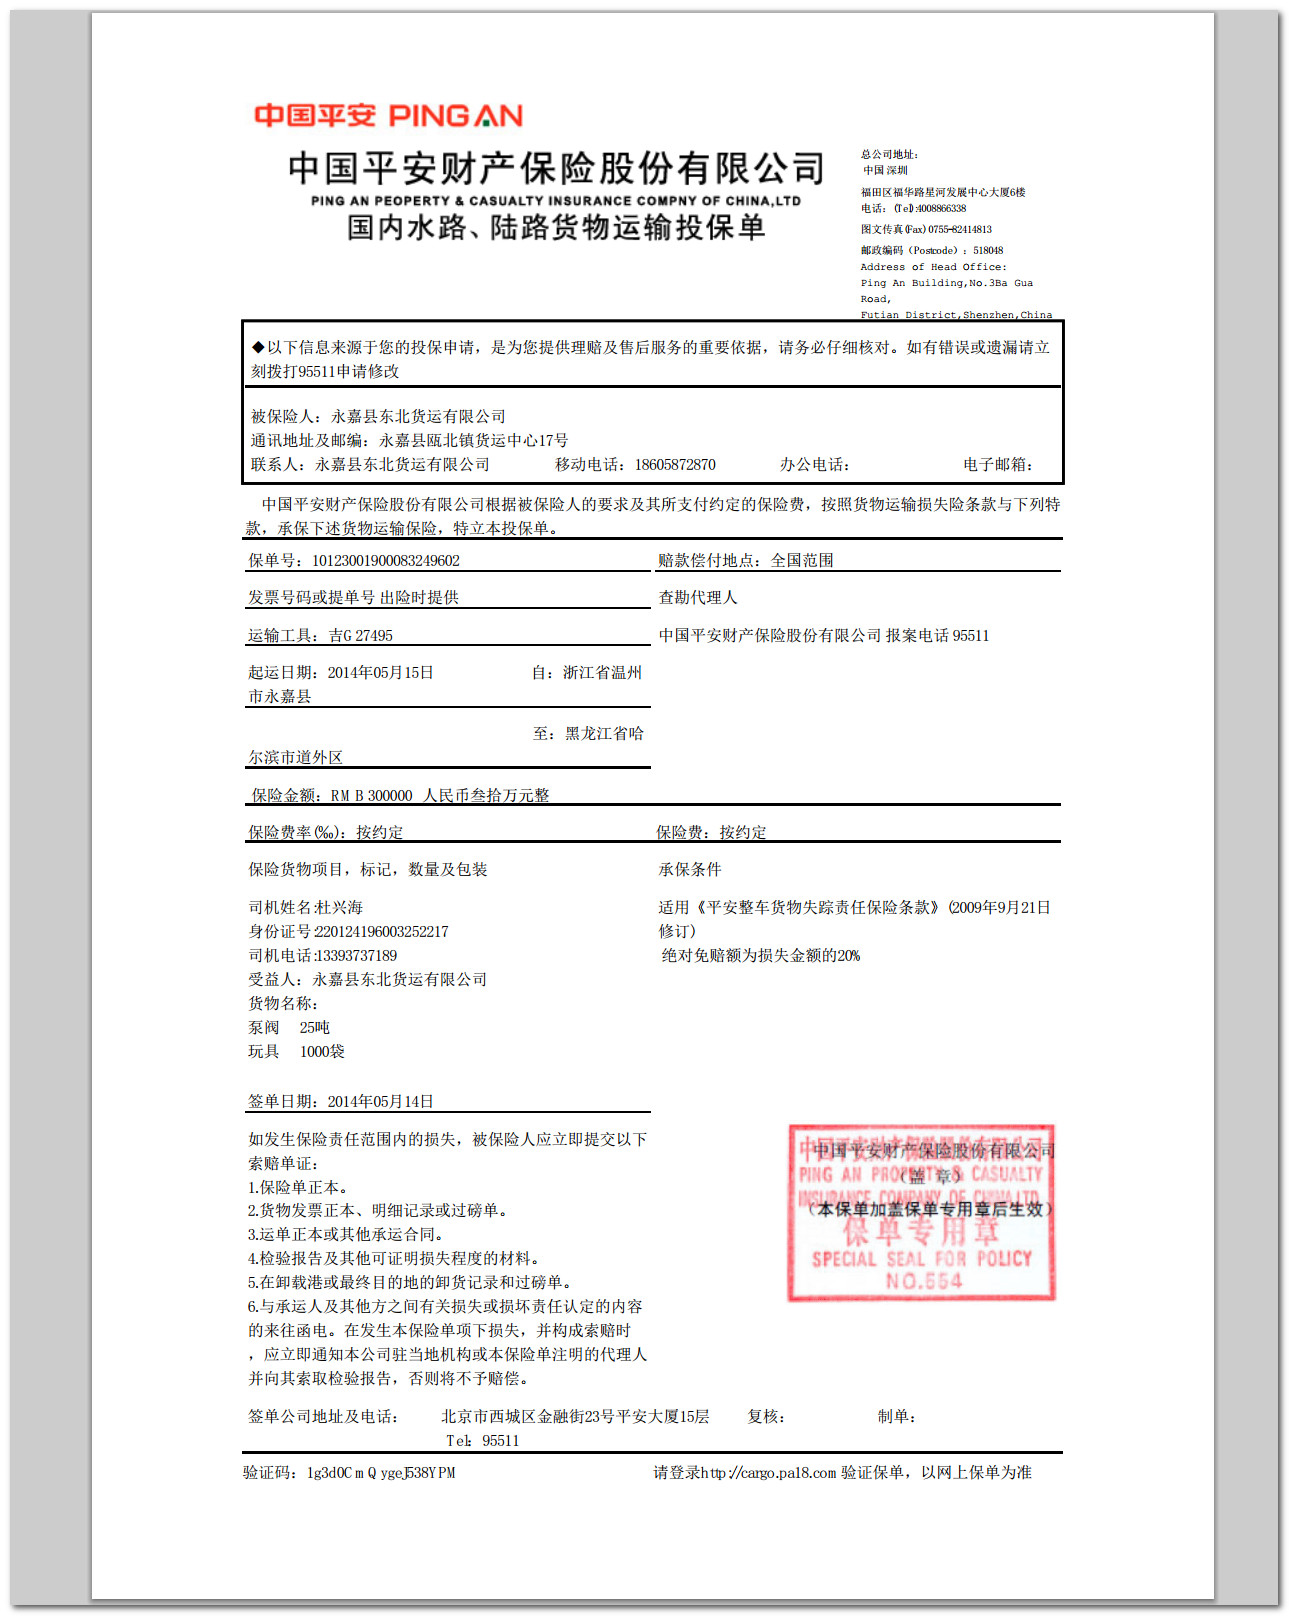 中国平安 PING AN
中国平安财产保险股份有限公司
PING AN PEOPERTY & CASUALTY INSURANCE COMPNY OF CHINA,LTD
国内水路、陆路货物运输投保单
总公司地址：
中国 深圳
福田区福华路星河发展中心大厦6楼
电话：(Tel):4008866338
图文传真(Fax) 0755-82414813
邮政编码（Postcode）：518048
Address of Head Office:
Ping An Building,No.3Ba Gua
Road,
Futian District,Shenzhen,China
◆以下信息来源于您的投保申请，是为您提供理赔及售后服务的重要依据，请务必仔细核对。如有错误或遗漏请立
刻拨打95511申请修改
被保险人：永嘉县东北货运有限公司
通讯地址及邮编：永嘉县瓯北镇货运中心17号
联系人：永嘉县东北货运有限公司 移动电话：18605872870 办公电话： 电子邮箱：
中国平安财产保险股份有限公司根据被保险人的要求及其所支付约定的保险费，按照货物运输损失险条款与下列特
款，承保下述货物运输保险，特立本投保单。
保单号：10123001900083249602 赔款偿付地点：全国范围
发票号码或提单号 出险时提供 查勘代理人
运输工具：吉G 27495 中国平安财产保险股份有限公司 报案电话 95511
起运日期：2014年05月15日 自：浙江省温州
市永嘉县
至：黑龙江省哈
尔滨市道外区
保险金额：RMB 300000 人民币叁拾万元整
保险费率(‰)：按约定 保险费：按约定
保险货物项目，标记，数量及包装 承保条件
司机姓名:杜兴海
身份证号:220124196003252217
司机电话:13393737189
受益人：永嘉县东北货运有限公司
货物名称：
泵阀 25吨
玩具 1000袋
适用《平安整车货物失踪责任保险条款》(2009年9月21日
修订)
绝对免赔额为损失金额的20%
签单日期：2014年05月14日
如发生保险责任范围内的损失，被保险人应立即提交以下
索赔单证：
1.保险单正本。
2.货物发票正本、明细记录或过磅单。
3.运单正本或其他承运合同。
4.检验报告及其他可证明损失程度的材料。
5.在卸载港或最终目的地的卸货记录和过磅单。
6.与承运人及其他方之间有关损失或损坏责任认定的内容
的来往函电。在发生本保险单项下损失，并构成索赔时
，应立即通知本公司驻当地机构或本保险单注明的代理人
并向其索取检验报告，否则将不予赔偿。
中国平安财产保险股份有限公司
中国平安财产保险股份有限公司
PING AN PROPERTY & CASUALTY
（盖 章）
INSURANCE COMPANY OF CHINA,LTD
（本保单加盖保单专用章后生效）
保单专用章
SPECIAL SEAL FOR POLICY
NO.554
签单公司地址及电话： 北京市西城区金融街23号平安大厦15层 复核： 制单：
Tel：95511
验证码：1g3d0CmQygeJ538YPM 请登录http://cargo.pa18.com 验证保单，以网上保单为准